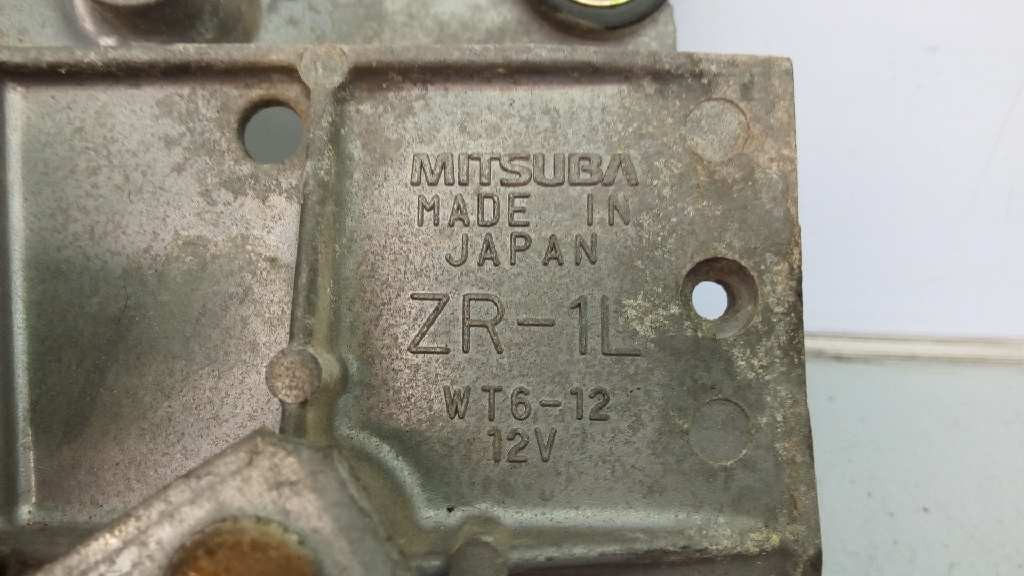 MITSUBA
MADE IN
JAPAN
ZR-1L
WT6-12
12V